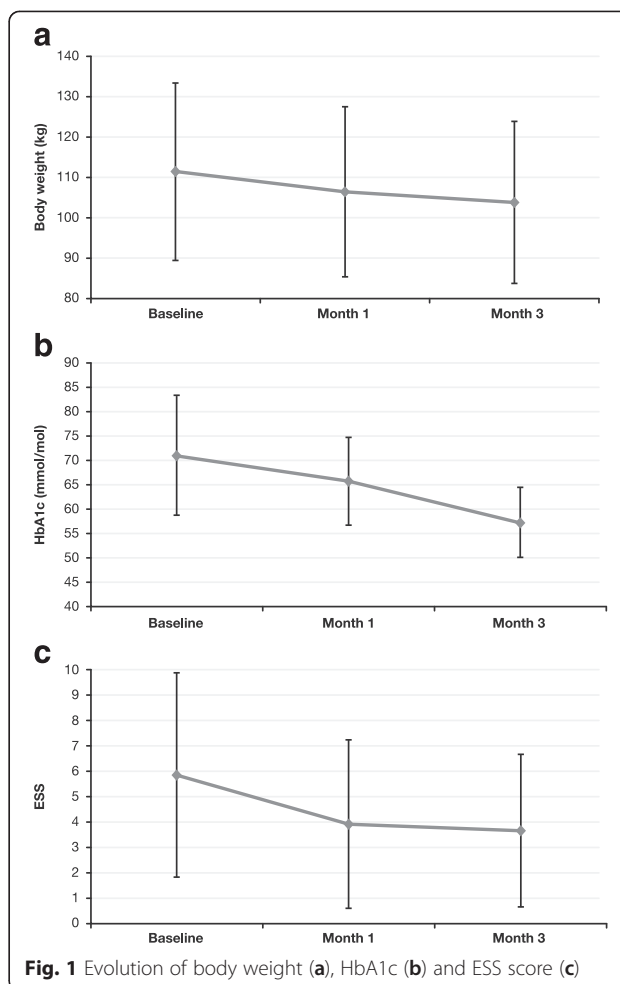 a
140
130
120
110
100
90
80
Body weight (kg)
Baseline Month 1 Month 3
b
90
85
80
75
70
65
60
55
50
45
40
HbA1c (mmol/mol)
Baseline Month 1 Month 3
c
10
9
8
7
6
5
4
3
2
1
0
ESS
Baseline Month 1 Month 3
Fig. 1 Evolution of body weight (a), HbA1c (b) and ESS score (c)